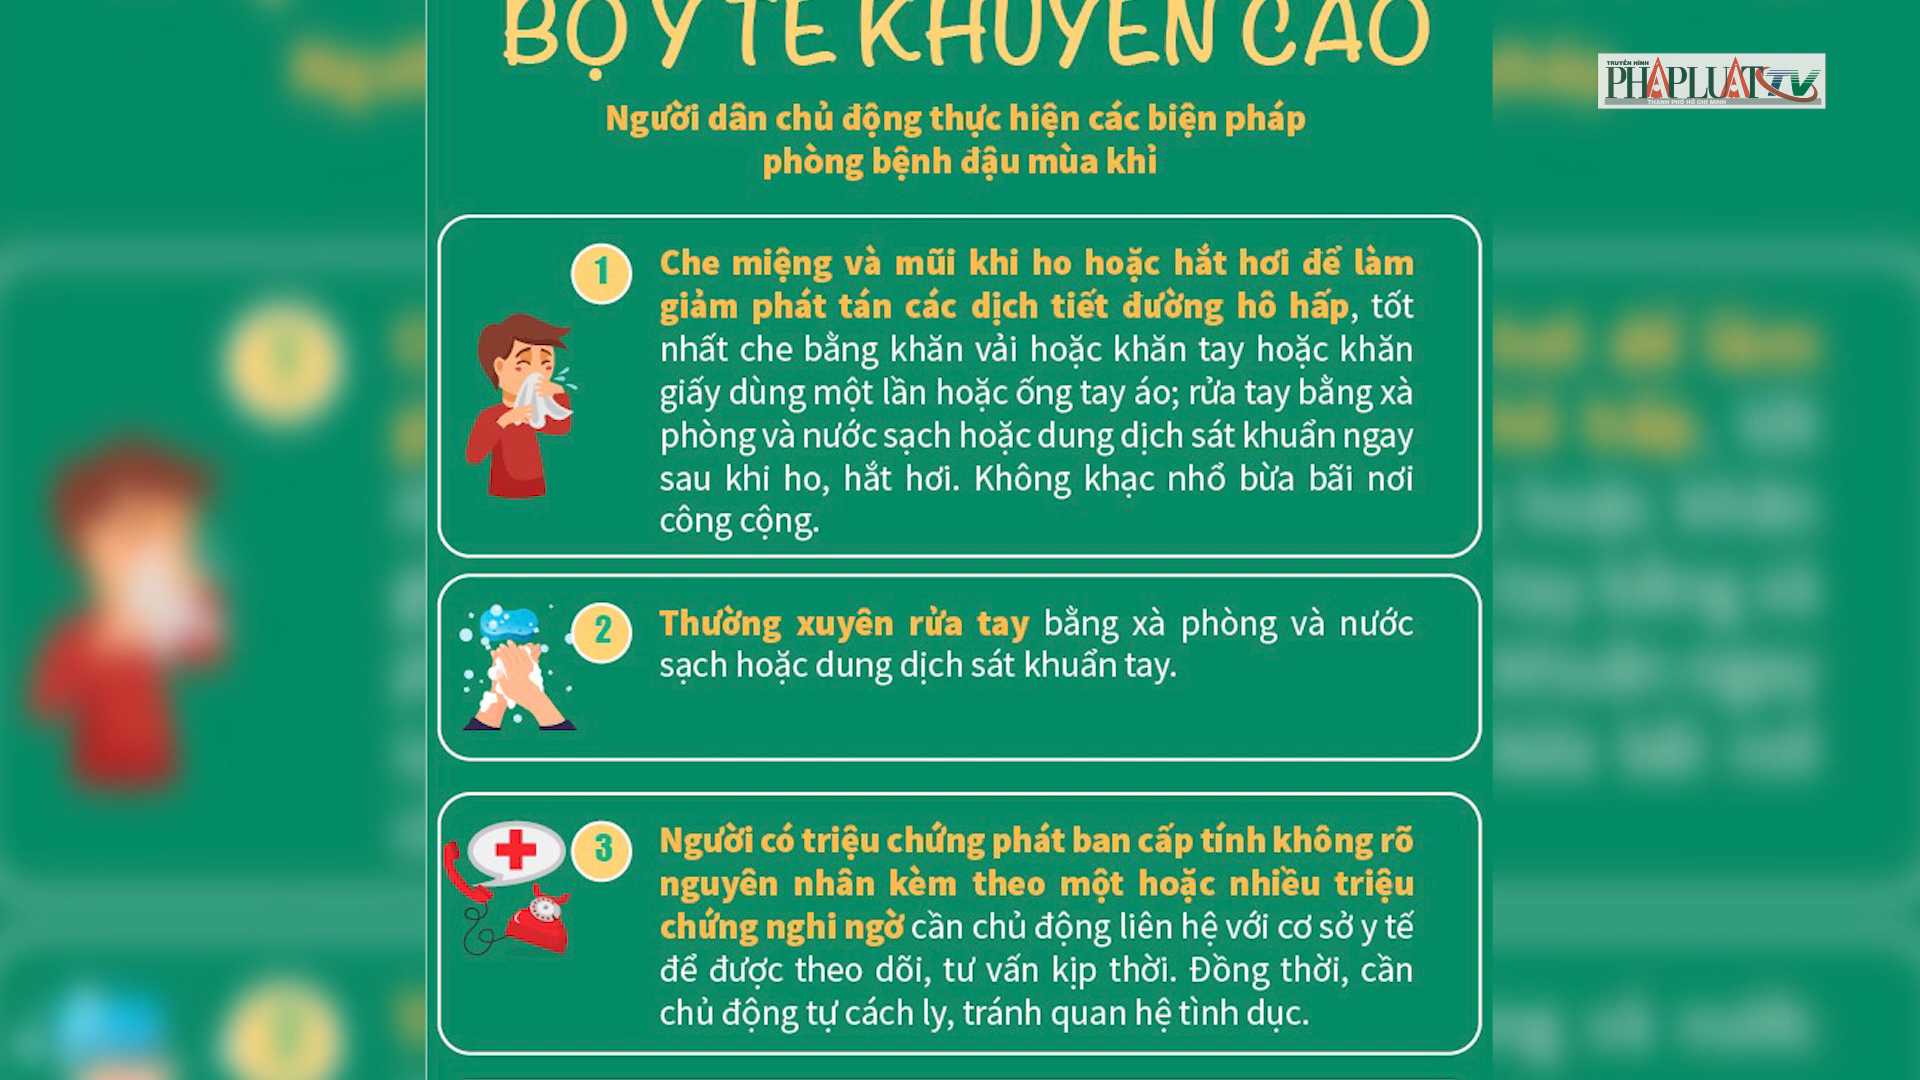 BỘ Y TẾ KHUYẾN CÁO
TRUYỀN HÌNH
PHÁPLUẬT TV
THÀNH PHỐ HỒ CHÍ MINH
Người dân chủ động thực hiện các biện pháp
phòng bệnh đậu mùa khỉ
1
Che miệng và mũi khi ho hoặc hắt hơi để làm
giảm phát tán các dịch tiết đường hô hấp, tốt
nhất che bằng khăn vải hoặc khăn tay hoặc khăn
giấy dùng một lần hoặc ống tay áo; rửa tay bằng xà
phòng và nước sạch hoặc dung dịch sát khuẩn ngay
sau khi ho, hắt hơi. Không khạc nhổ bừa bãi nơi
công cộng.
2
Thường xuyên rửa tay bằng xà phòng và nước
sạch hoặc dung dịch sát khuẩn tay.
3
Người có triệu chứng phát ban cấp tính không rõ
nguyên nhân kèm theo một hoặc nhiều triệu
chứng nghi ngờ cần chủ động liên hệ với cơ sở y tế
để được theo dõi, tư vấn kịp thời. Đồng thời, cần
chủ động tự cách ly, tránh quan hệ tình dục.